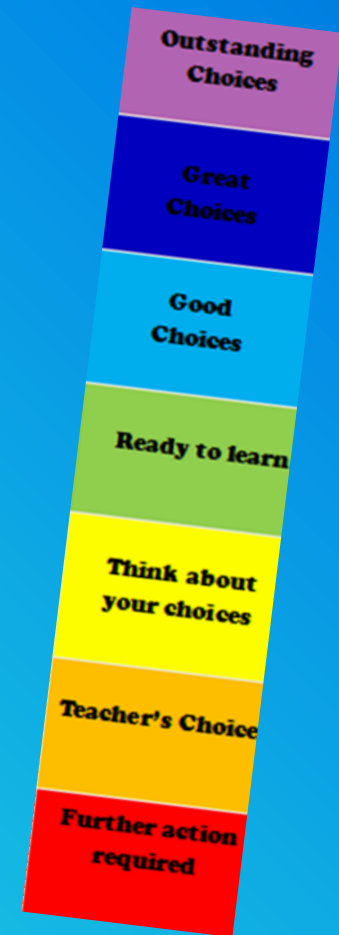 Outstanding
Choices
Great
Choices
Good
Choices
Ready to learn
Think about
your choices
Teacher's Choice
Further action
required